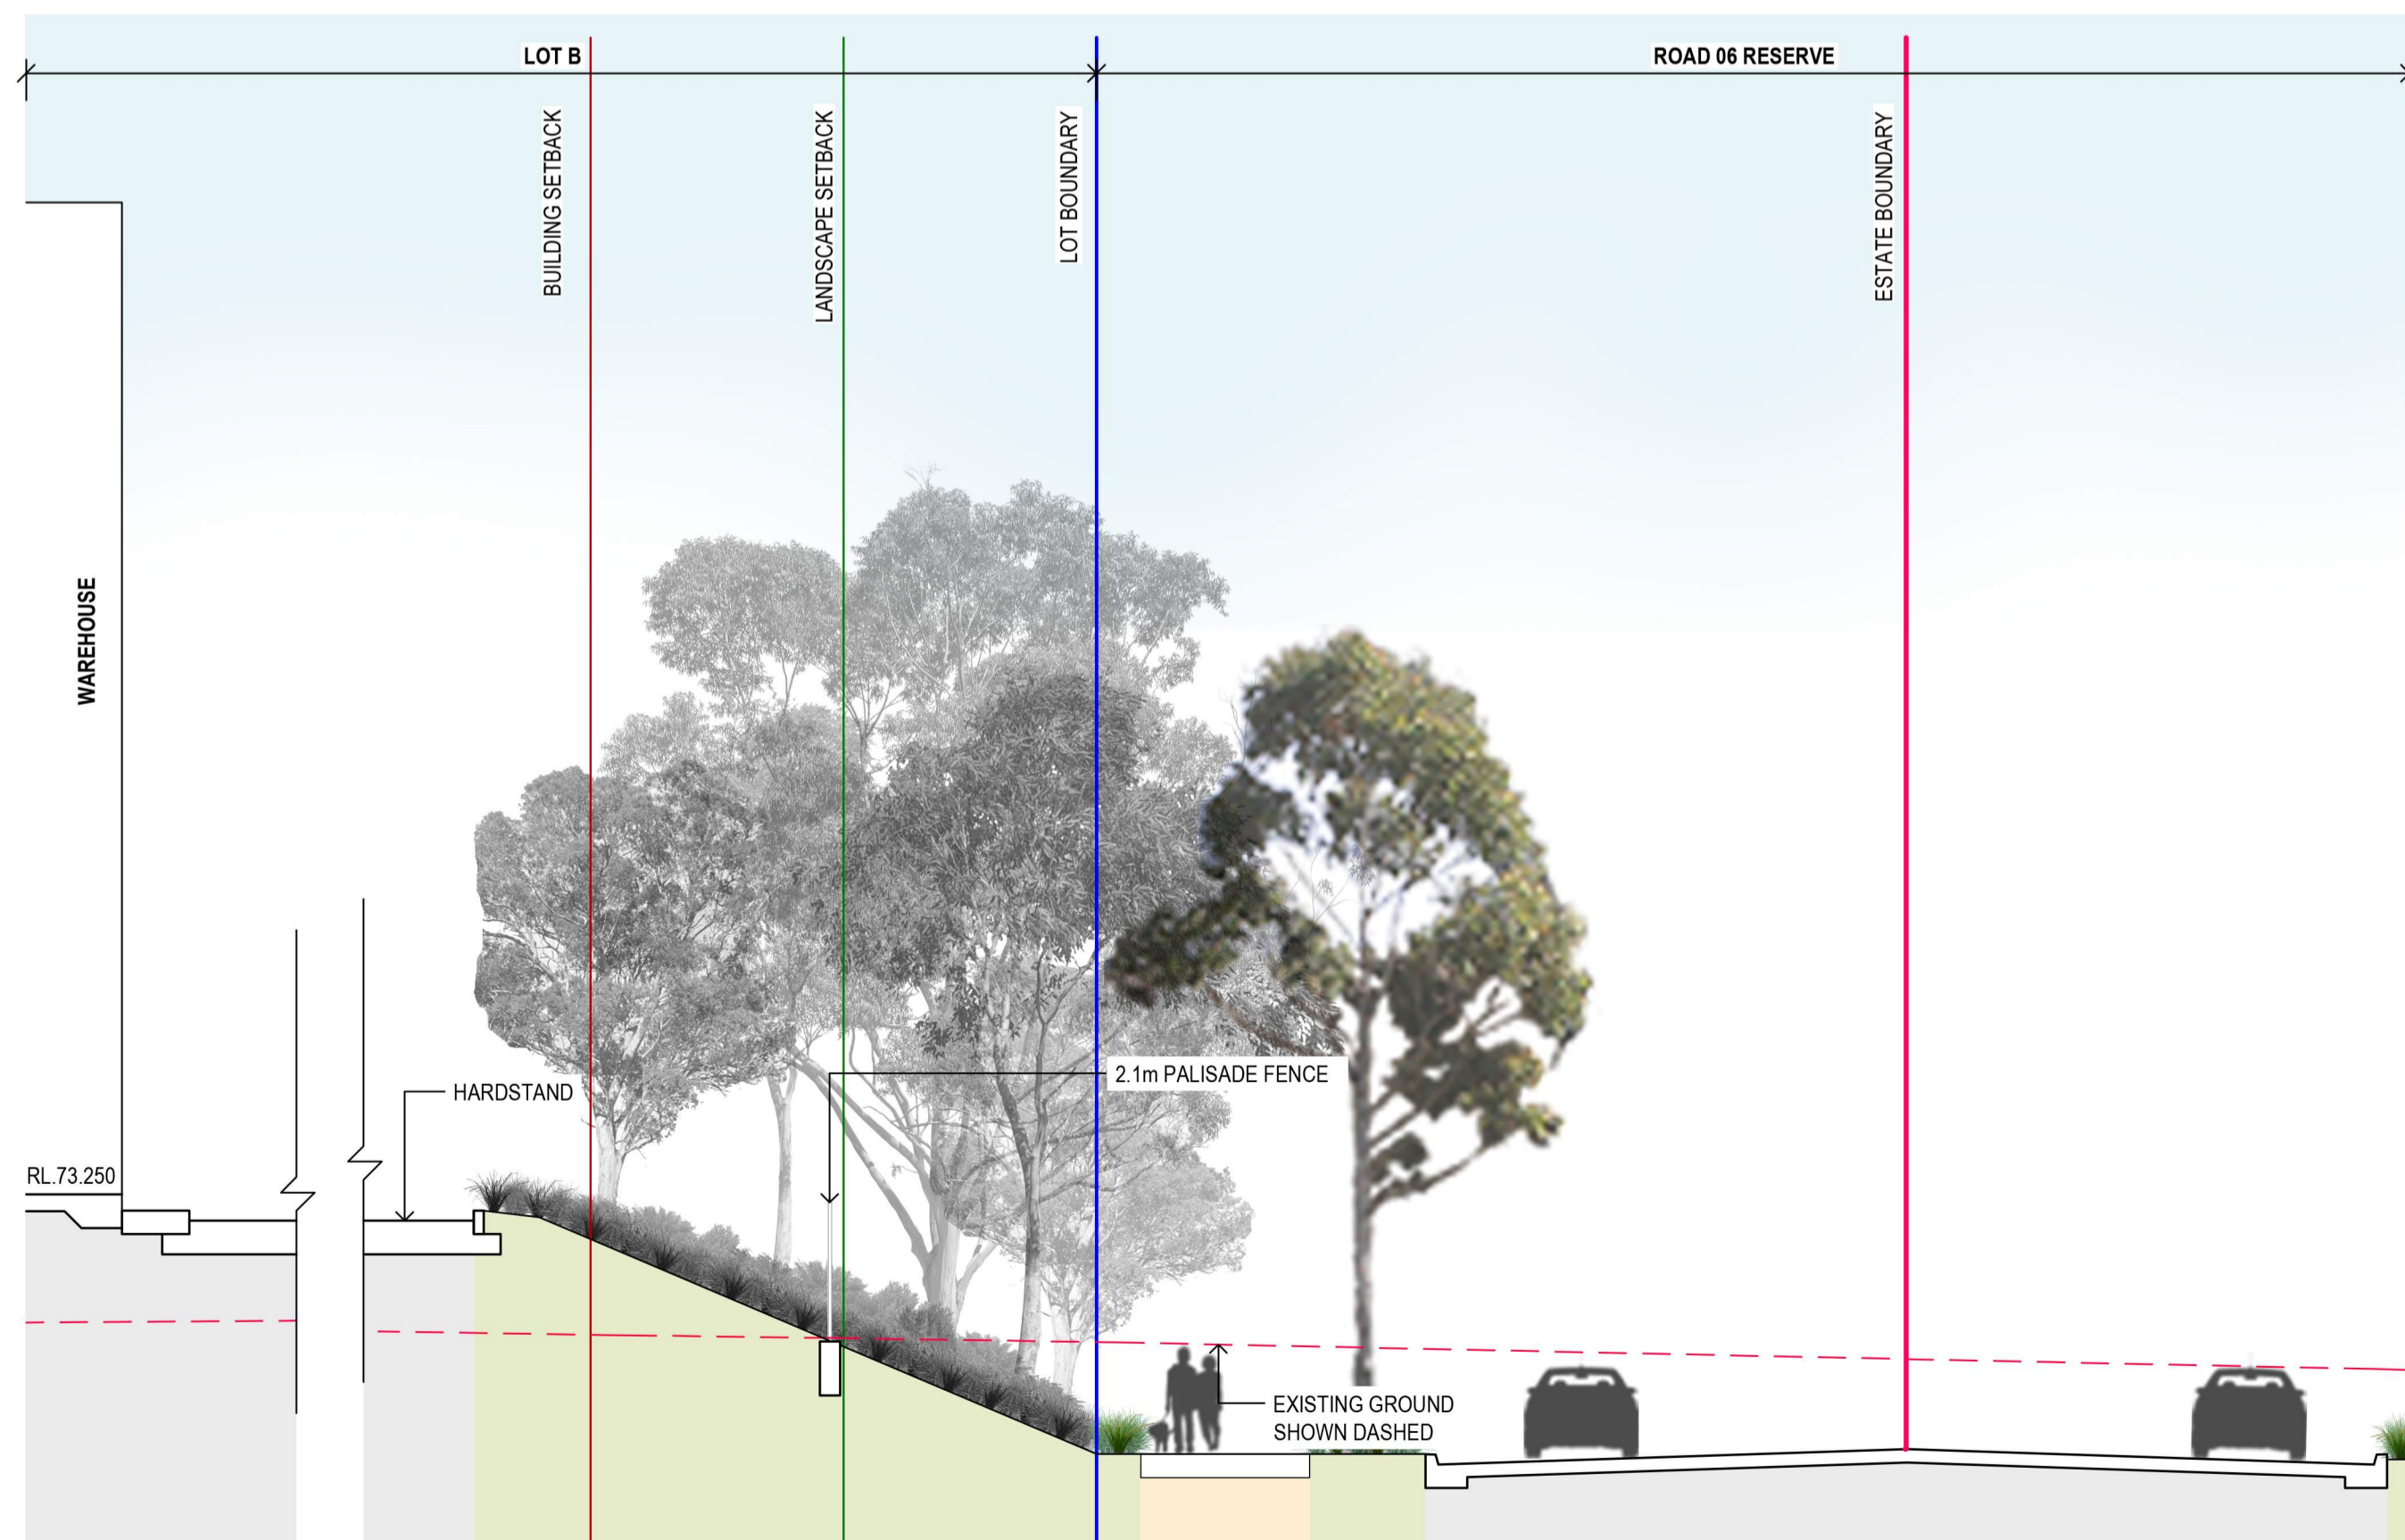 LOT B
ROAD 06 RESERVE
BUILDING SETBACK
LANDSCAPE SETBACK
LOT BOUNDARY
ESTATE BOUNDARY
WAREHOUSE
2.1m PALISADE FENCE
HARDSTAND
RL.73.250
EXISTING GROUND
SHOWN DASHED